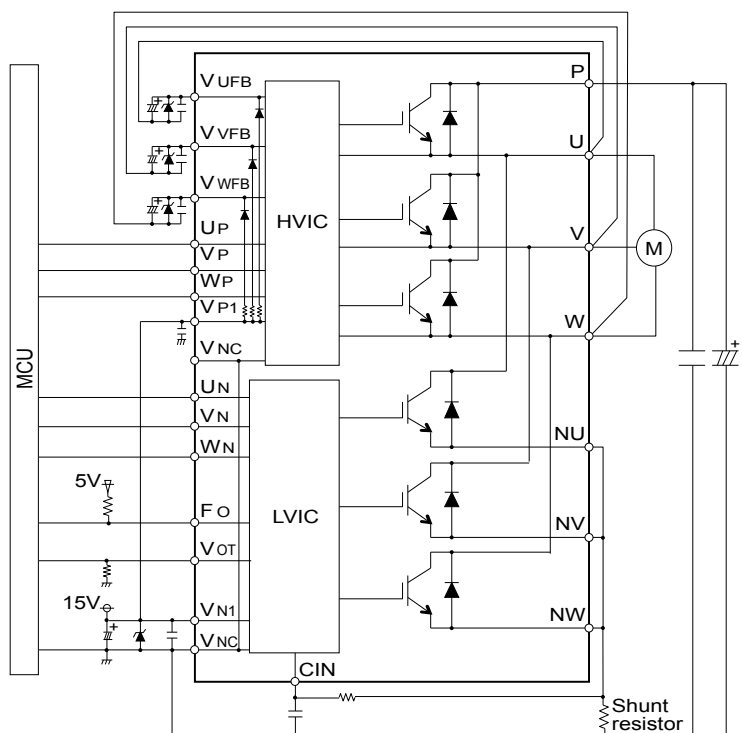 VUFB
P
VVFB
U
VWFB
HVIC
UP
VP
V
M
WP
VP1
W
VNC
MCU
UN
VN
NU
WN
5V
FO
LVIC
NV
VOT
15V
VN1
NW
VNC
CIN
Shunt
resistor